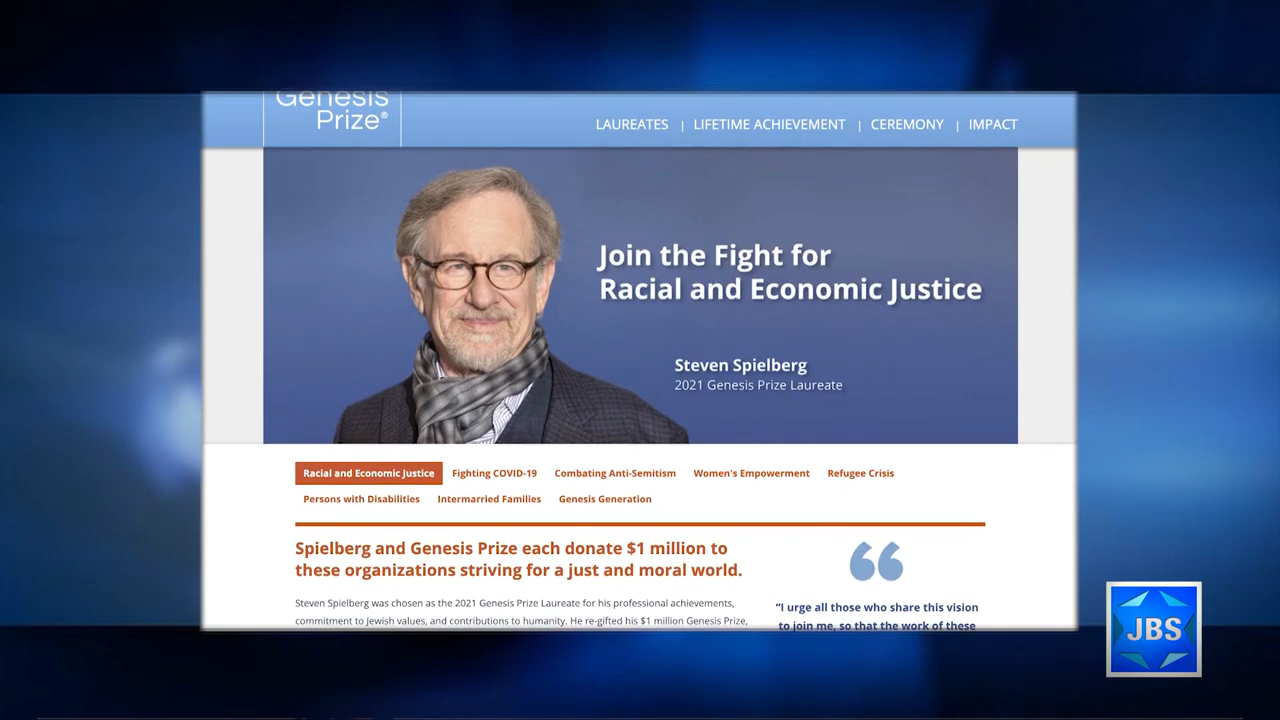 Genesis
Prize®
LAUREATES | LIFETIME ACHIEVEMENT | CEREMONY | IMPACT
Join the Fight for
Racial and Economic Justice
Steven Spielberg
2021 Genesis Prize Laureate
Racial and Economic Justice Fighting COVID-19 Combating Anti-Semitism Women's Empowerment Refugee Crisis
Persons with Disabilities Intermarried Families Genesis Generation
Spielberg and Genesis Prize each donate $1 million to
these organizations striving for a just and moral world.
Steven Spielberg was chosen as the 2021 Genesis Prize Laureate for his professional achievements,
commitment to Jewish values, and contributions to humanity. He re-gifted his $1 million Genesis Prize,
“I urge all those who share this vision
to join me, so that the work of these
JBS